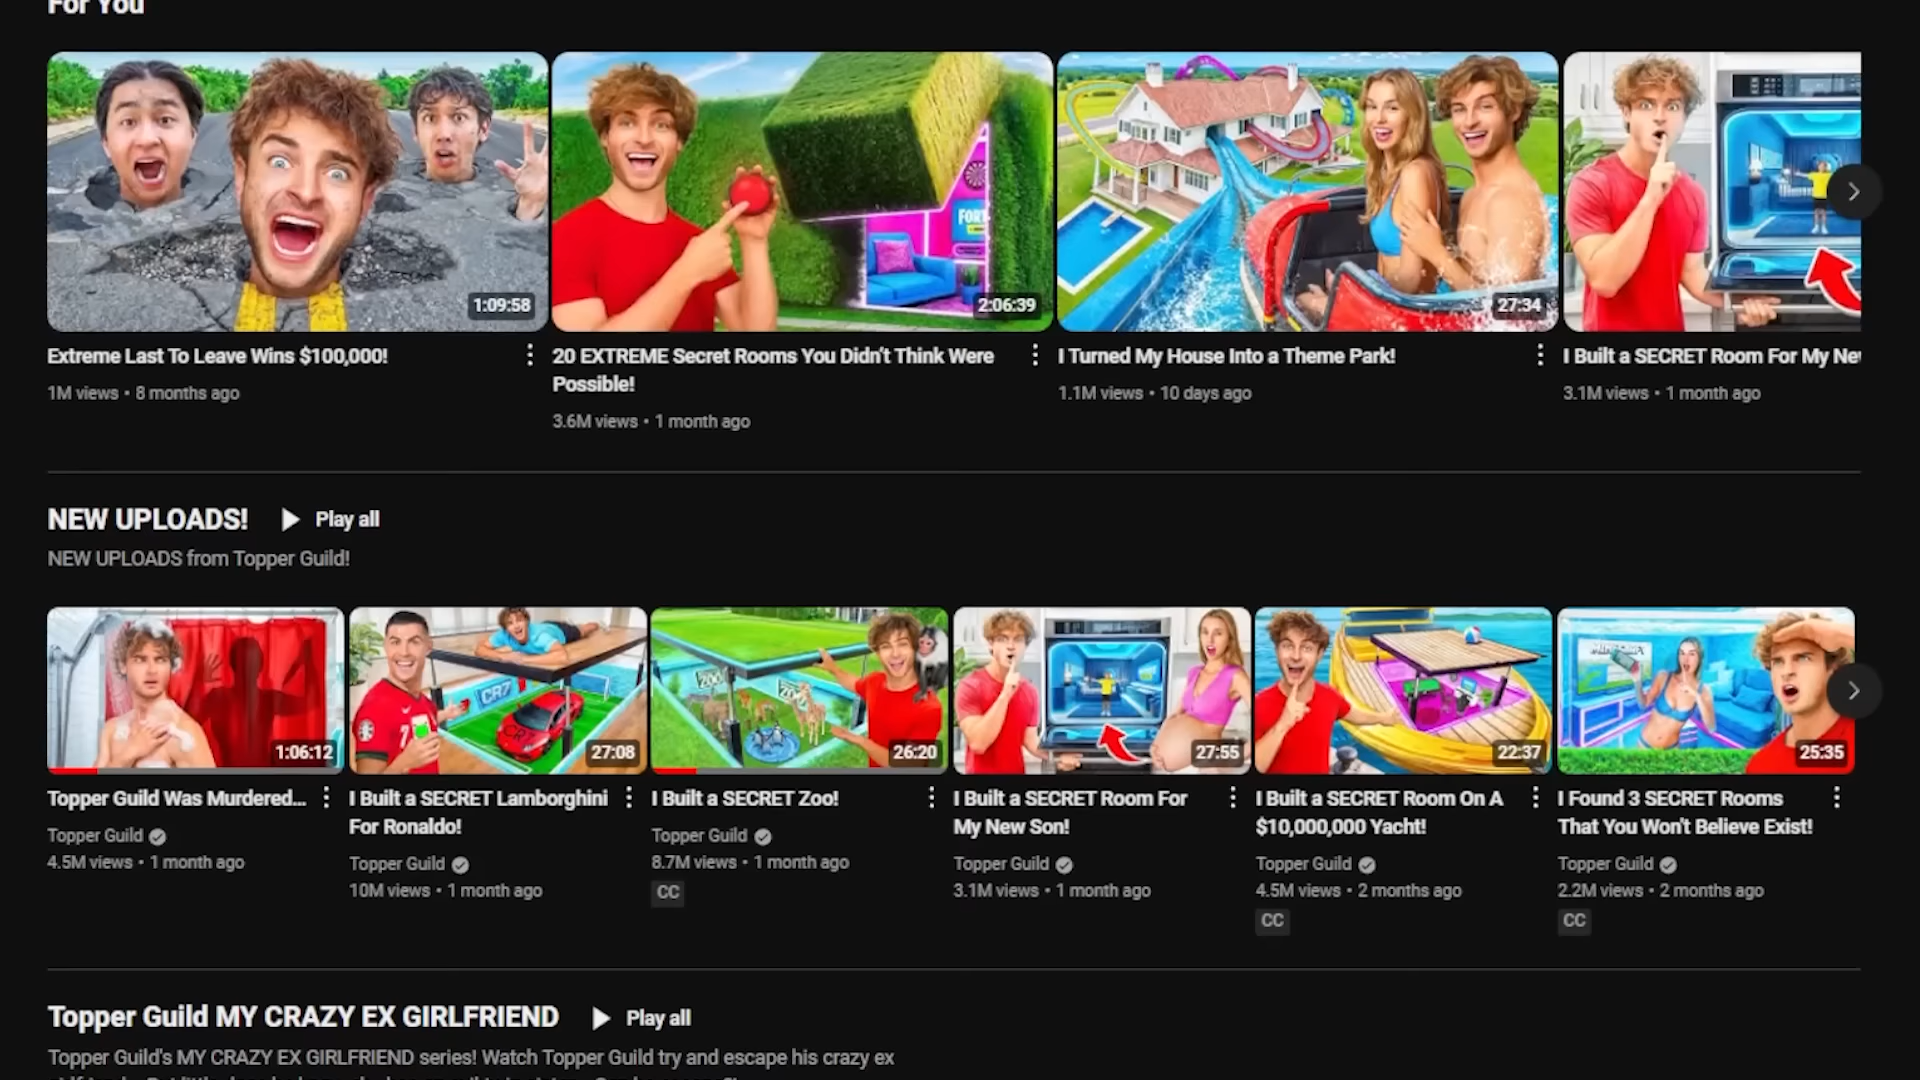 For You
1:09:58
2:06:39
27:34
FORT
Extreme Last To Leave Wins $100,000!
1M views • 8 months ago
20 EXTREME Secret Rooms You Didn't Think Were
Possible!
3.6M views • 1 month ago
I Turned My House Into a Theme Park!
1.1M views • 10 days ago
I Built a SECRET Room For My New
3.1M views • 1 month ago
NEW UPLOADS!
Play all
NEW UPLOADS from Topper Guild!
1:06:12
CR7
7
CR7
27:08
ZOO
ZOO
26:20
27:55
22:37
MINECRAFT
25:35
Topper Guild Was Murdered...
Topper Guild
4.5M views • 1 month ago
I Built a SECRET Lamborghini
For Ronaldo!
Topper Guild
10M views • 1 month ago
I Built a SECRET Zoo!
Topper Guild
8.7M views • 1 month ago
CC
I Built a SECRET Room For
My New Son!
Topper Guild
3.1M views • 1 month ago
I Built a SECRET Room On A
$10,000,000 Yacht!
Topper Guild
4.5M views • 2 months ago
CC
I Found 3 SECRET Rooms
That You Won't Believe Exist!
Topper Guild
2.2M views • 2 months ago
CC
Topper Guild MY CRAZY EX GIRLFRIEND
Play all
Topper Guild's MY CRAZY EX GIRLFRIEND series! Watch Topper Guild try and escape his crazy ex